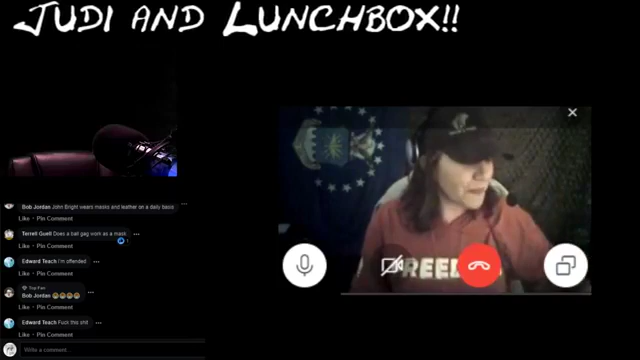 JUDI AND LUNCHBOX!!
Bob Jordan John Bright wears masks and leather on a daily basis
Like · Pin Comment
Terrell Guell Does a ball gag worn as a mask
1
Like · Pin Comment
Edward Teach I'm offended
Like · Pin Comment
Top Fan
Bob Jordan 😂😂😂😂
Like · Pin Comment
Edward Teach Fuck this shit
Like · Pin Comment
Write a comment...
REED